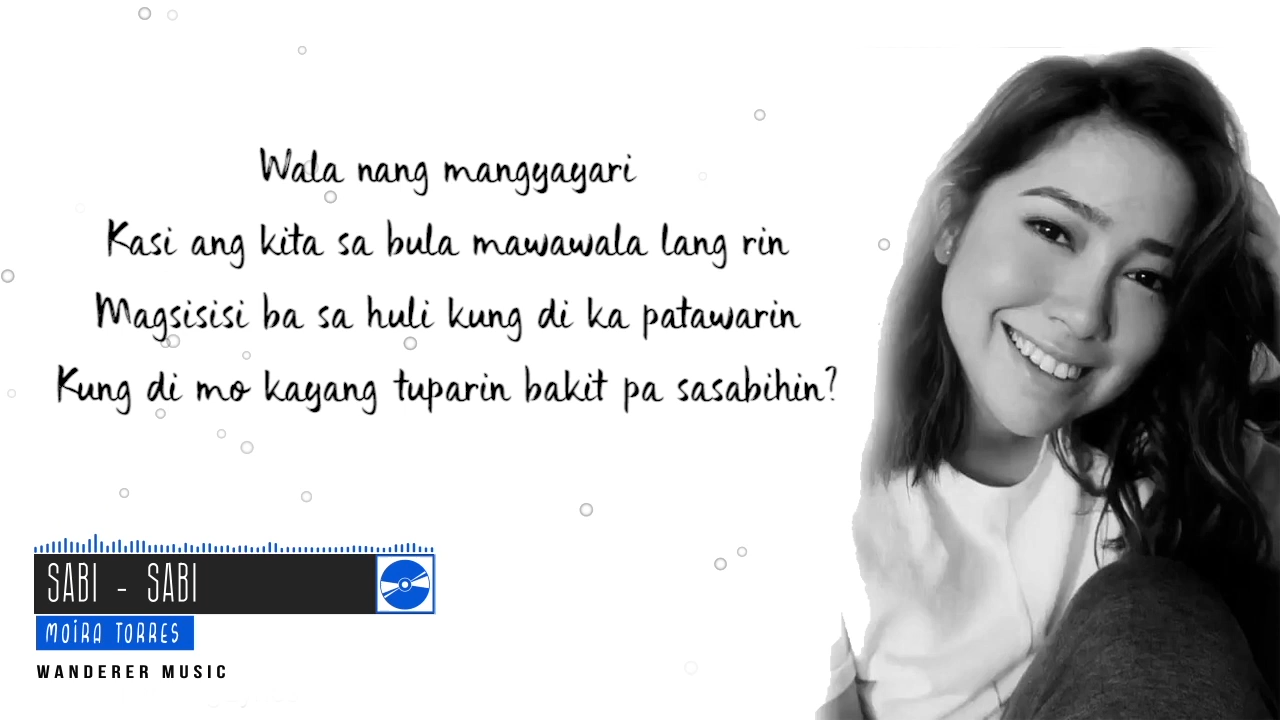 Wala nang mangyayari
Kasi ang kita sa bula mawawala lang rin
Magsisisi ba sa huli kung di ka patawarin
Kung di mo kayang tuparin bakit pa sasabihin?
SABI - SABI
MOIRA TORRES
WANDERER MUSIC